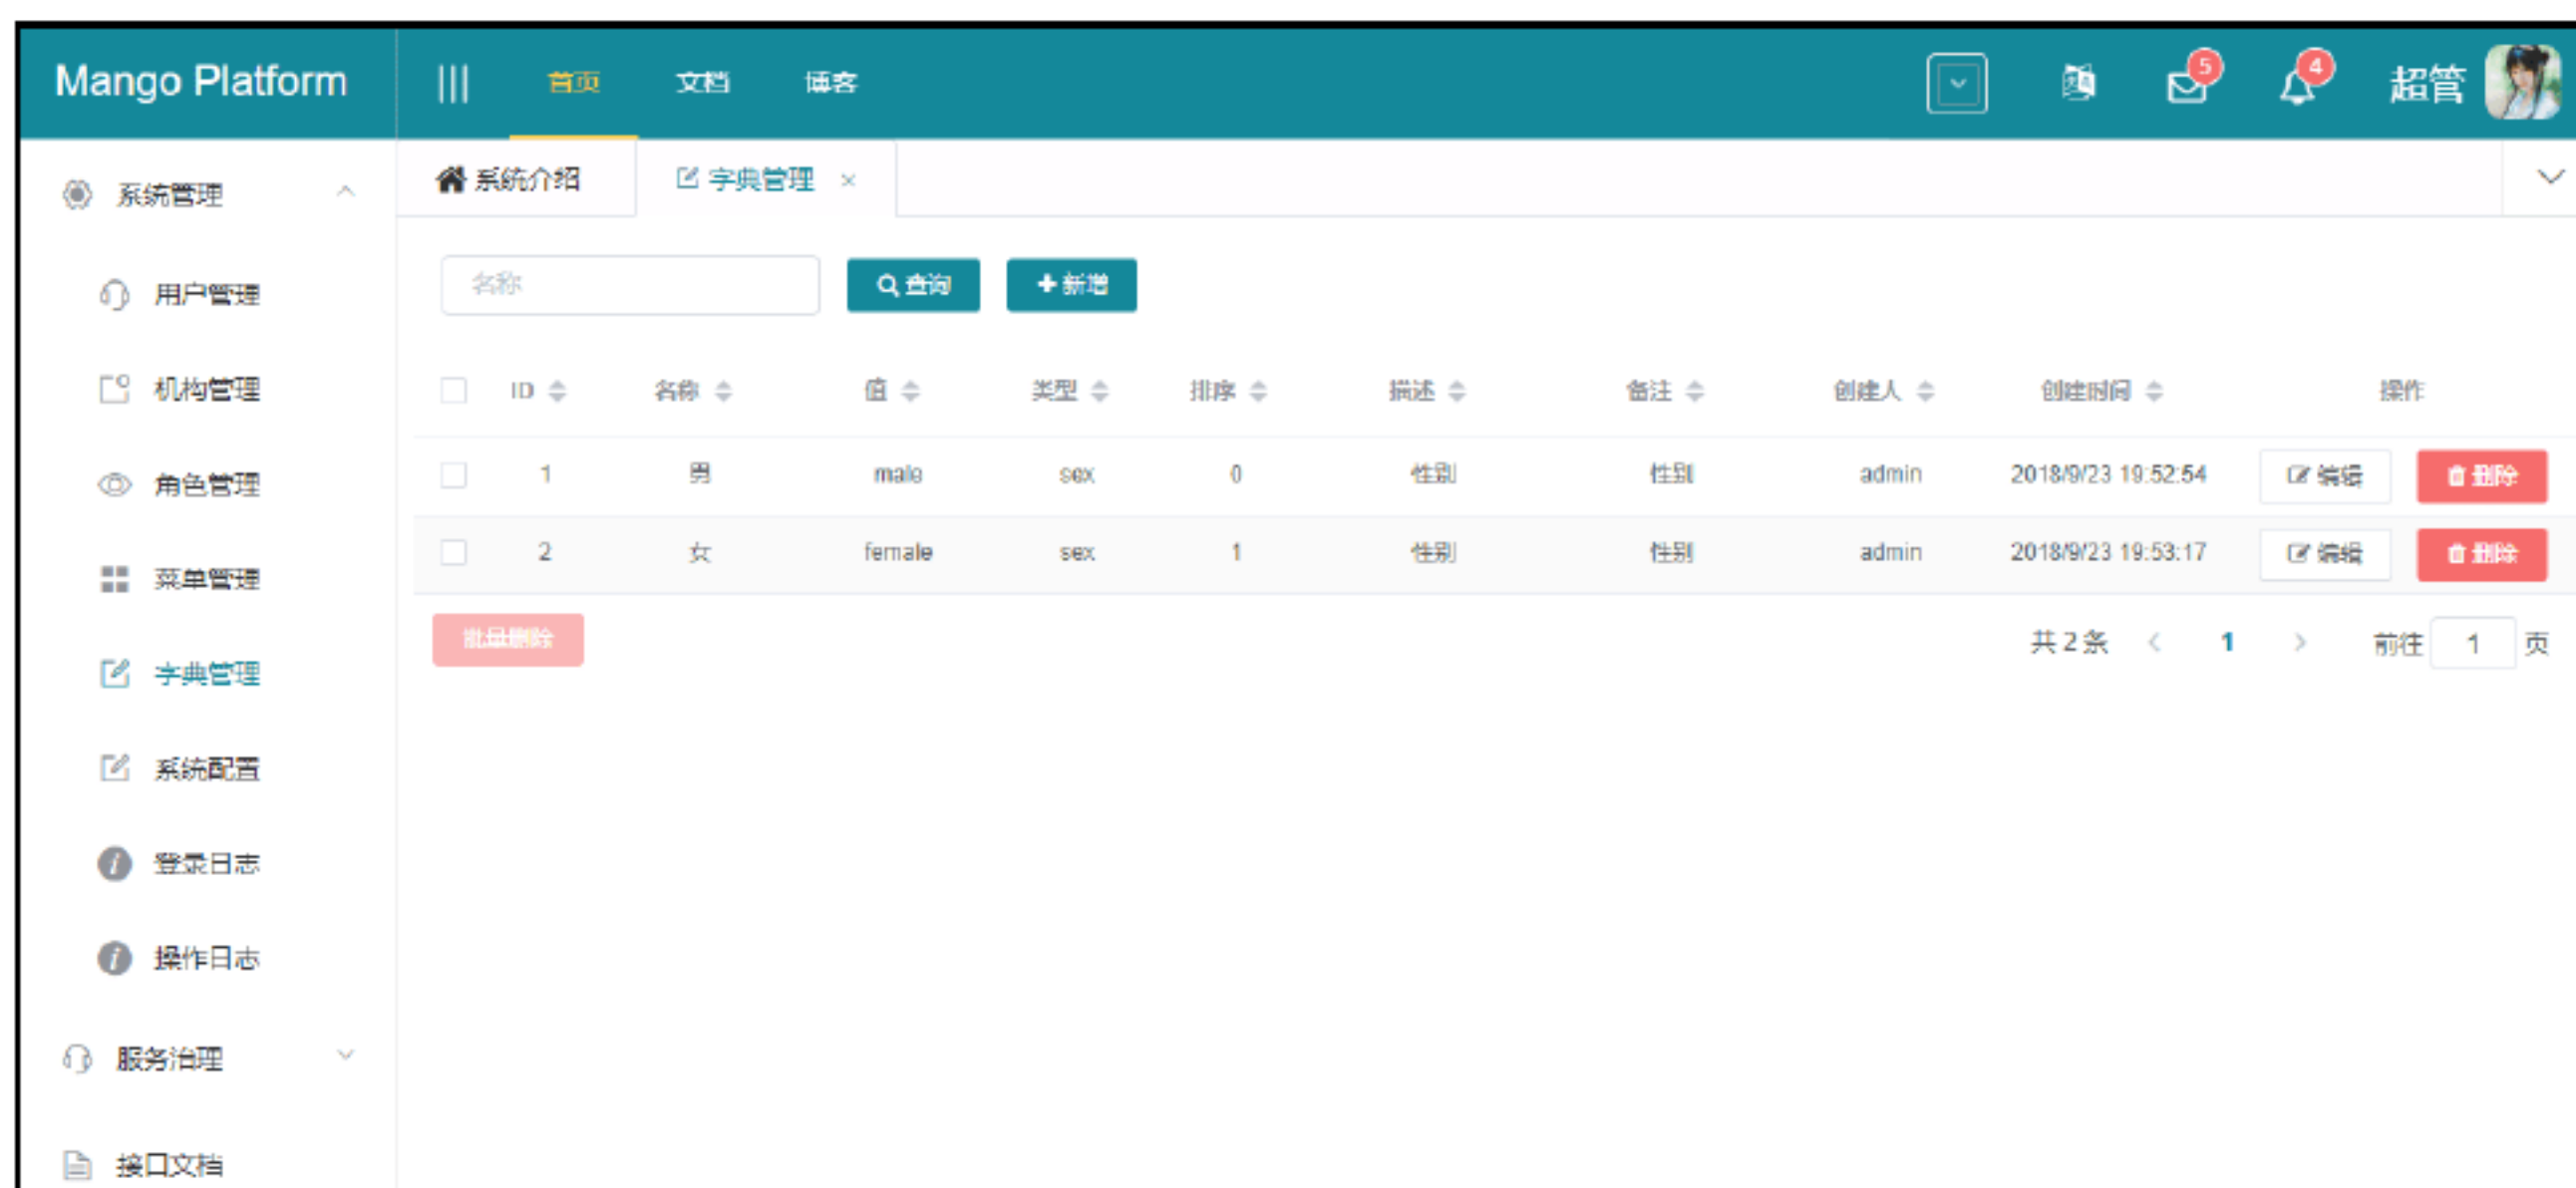 Mango Platform 首页 文档 博客 5 4 超管
系统管理
用户管理
机构管理
角色管理
菜单管理
字典管理
系统配置
登录日志
操作日志
服务治理
接口文档
系统介绍 字典管理 ×
名称 查询 新增
ID 名称 值 类型 排序 描述 备注 创建人 创建时间 操作
1 男 male sex 0 性别 性别 admin 2018/9/23 19:52:54 编辑 删除
2 女 female sex 1 性别 性别 admin 2018/9/23 19:53:17 编辑 删除
批量删除 共 2 条 < 1 > 前往 1 页